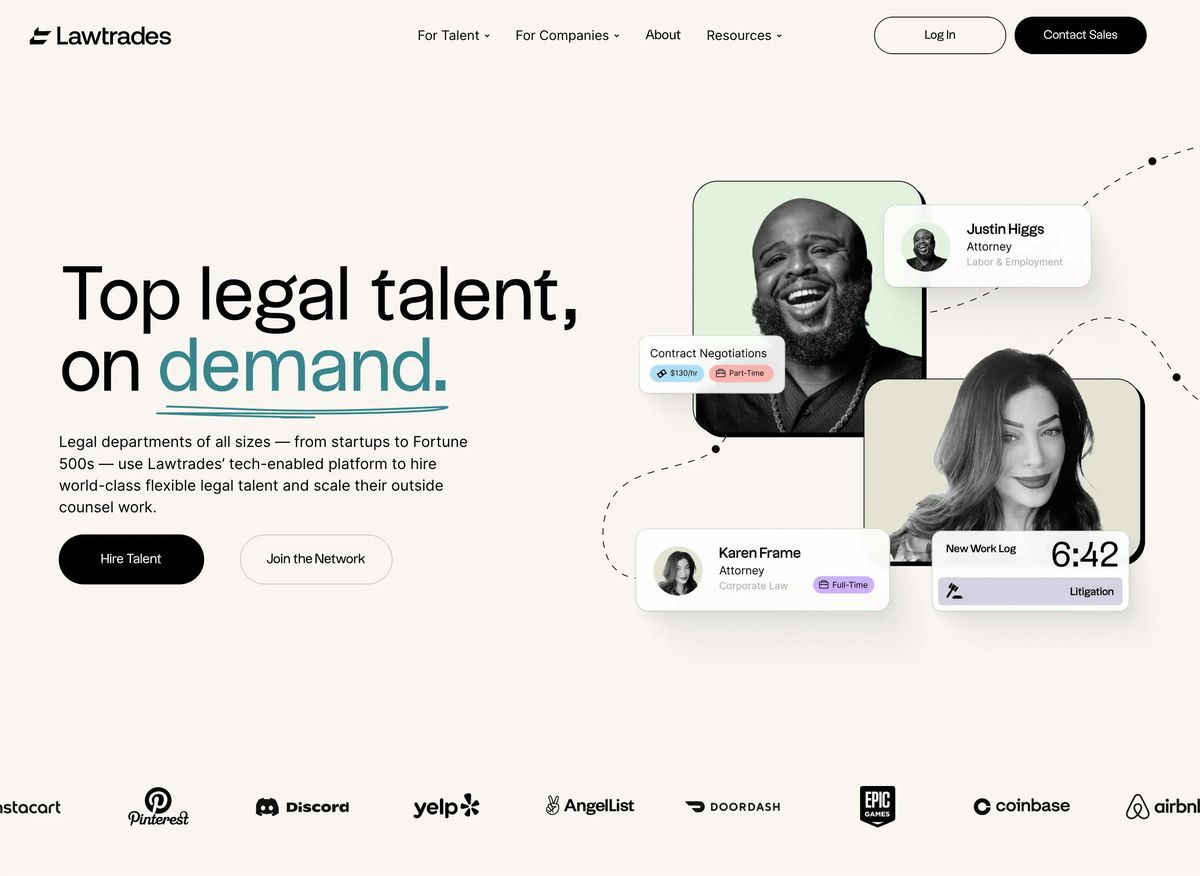 Lawtrades
For Talent
For Companies
About
Resources
Log In
Contact Sales
Top legal talent,
on demand.
Legal departments of all sizes — from startups to Fortune
500s — use Lawtrades’ tech-enabled platform to hire
world-class flexible legal talent and scale their outside
counsel work.
Hire Talent
Join the Network
Justin Higgs
Attorney
Labor & Employment
Contract Negotiations
$130/hr
Part-Time
Karen Frame
Attorney
Corporate Law
Full-Time
New Work Log
6:42
Litigation
nstacart
Pinterest
Discord
yelp
AngelList
DOORDASH
EPIC
GAMES
coinbase
airbnb